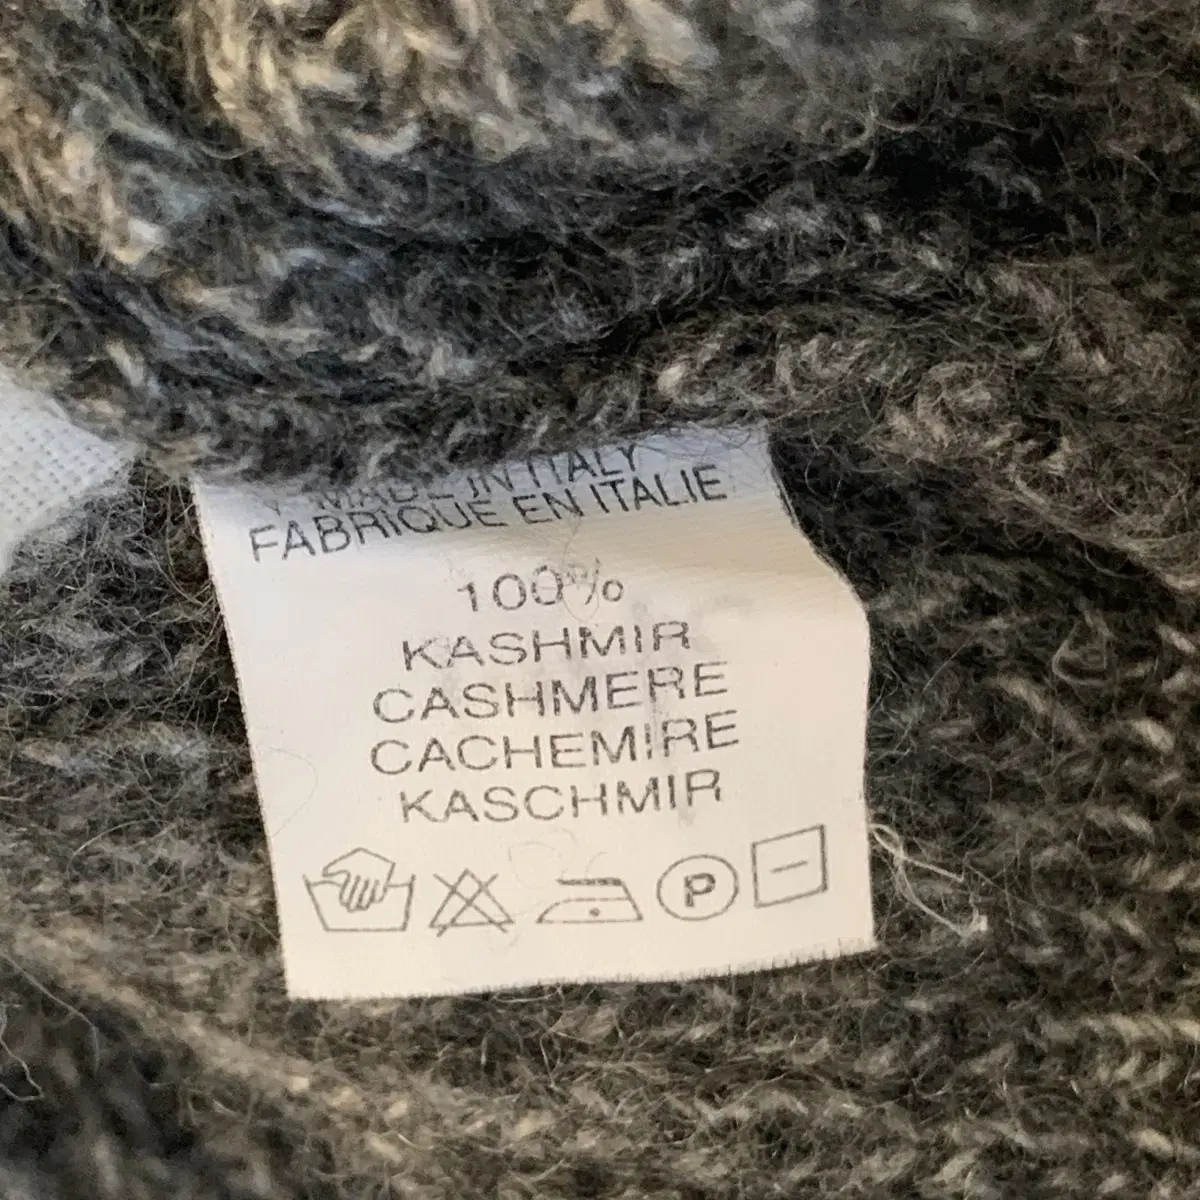 MADE IN ITALY
FABRIQUE EN ITALIE
100%
KASHMIR
CASHMERE
CACHEMIRE
KASCHMIR
P